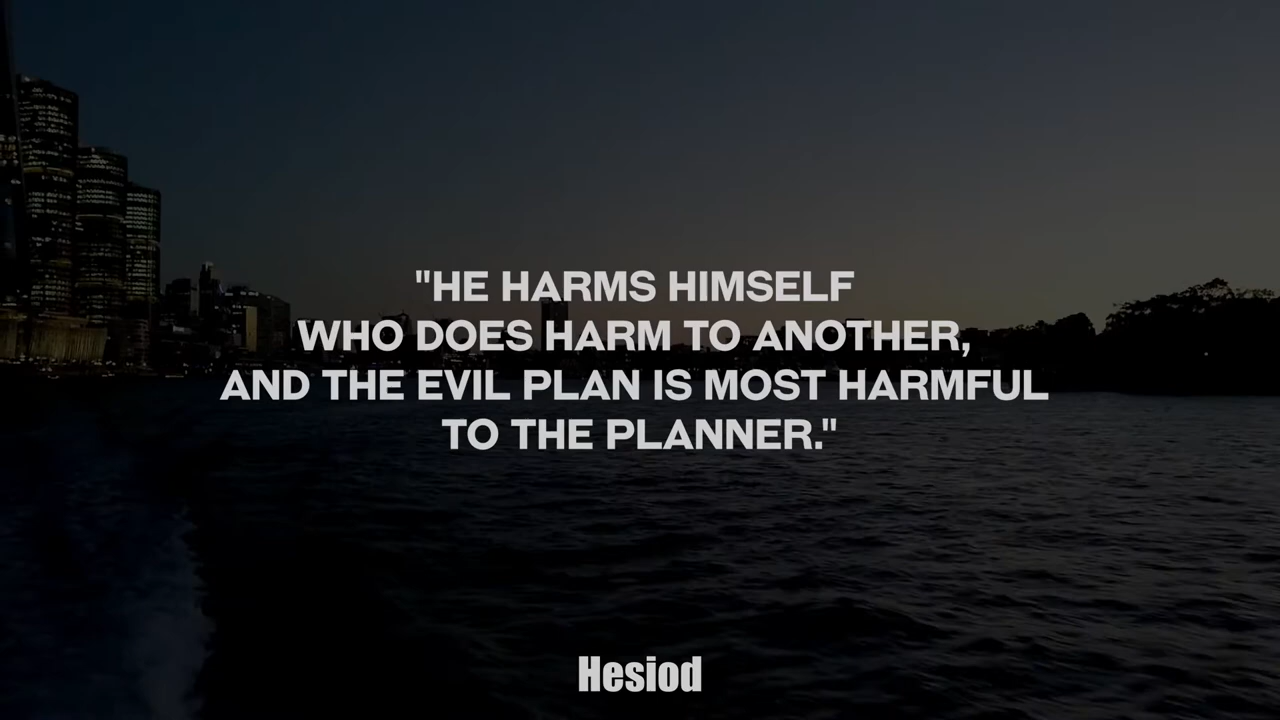 "HE HARMS HIMSELF
WHO DOES HARM TO ANOTHER,
AND THE EVIL PLAN IS MOST HARMFUL
TO THE PLANNER."
Hesiod